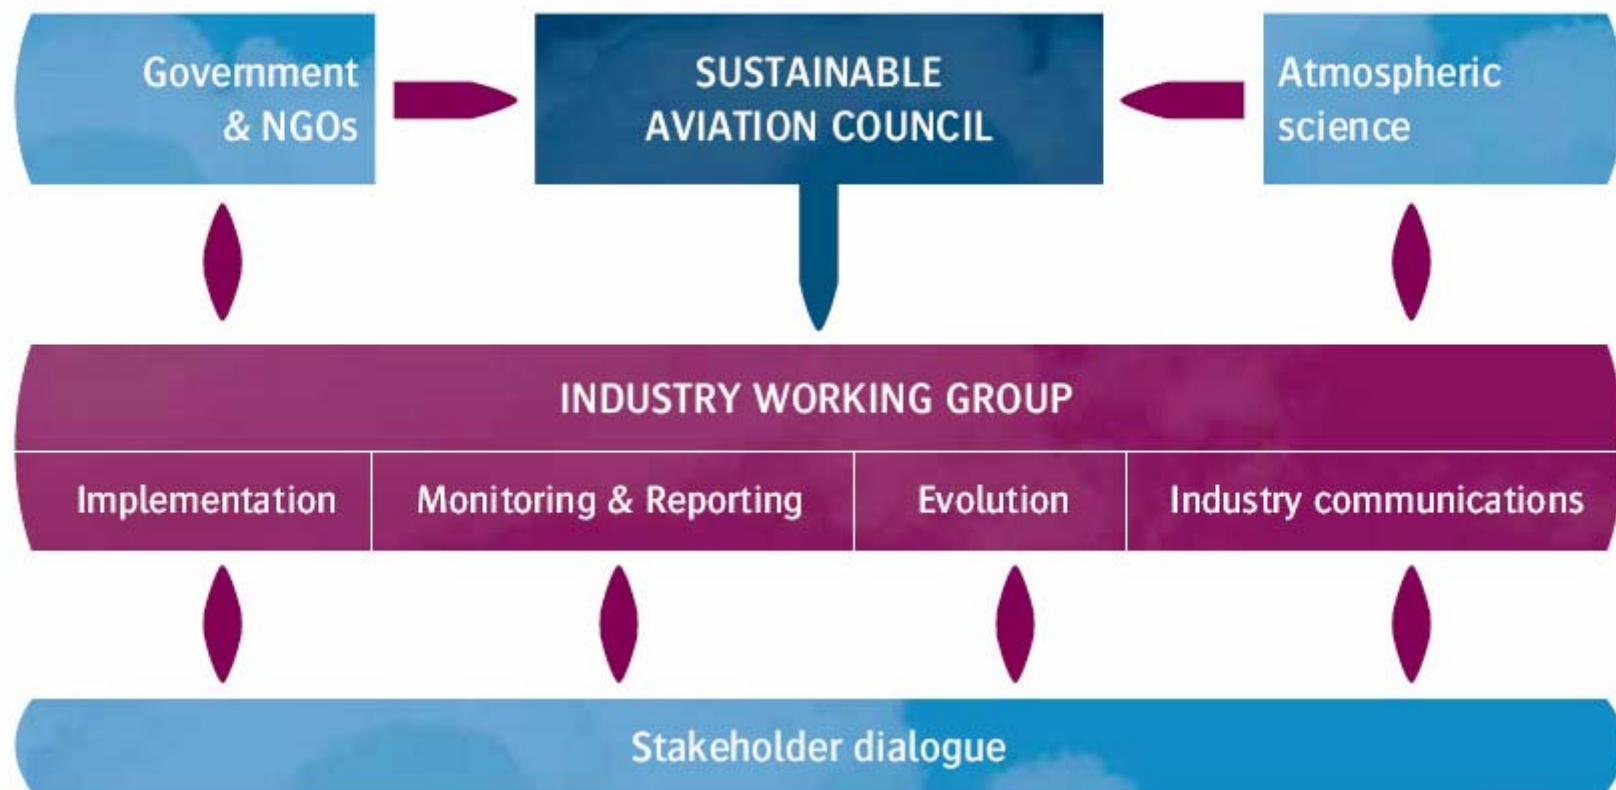 Government
& NGOs
SUSTAINABLE
AVIATION COUNCIL
Atmospheric
science
INDUSTRY WORKING GROUP
Implementation
Monitoring & Reporting
Evolution
Industry communications
Stakeholder dialogue